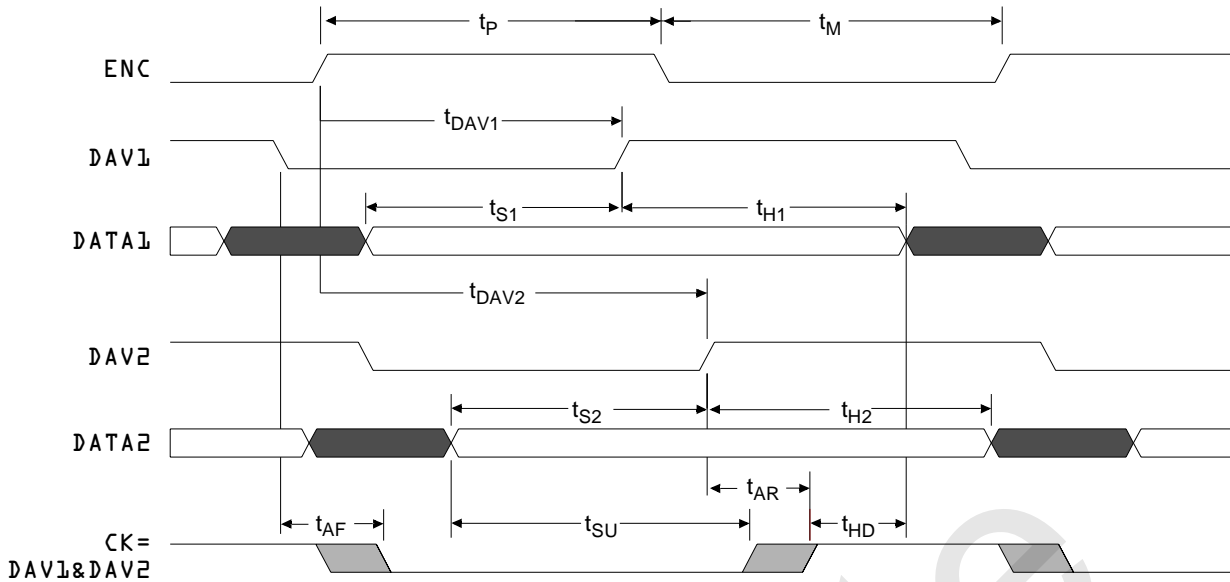 tP
tM
ENC
tDAV1
DAV1
tS1
tH1
DATA1
tDAV2
DAV2
tS2
tH2
DATA2
tAR
tAF
tSU
tHD
CK=
DAV1&DAV2